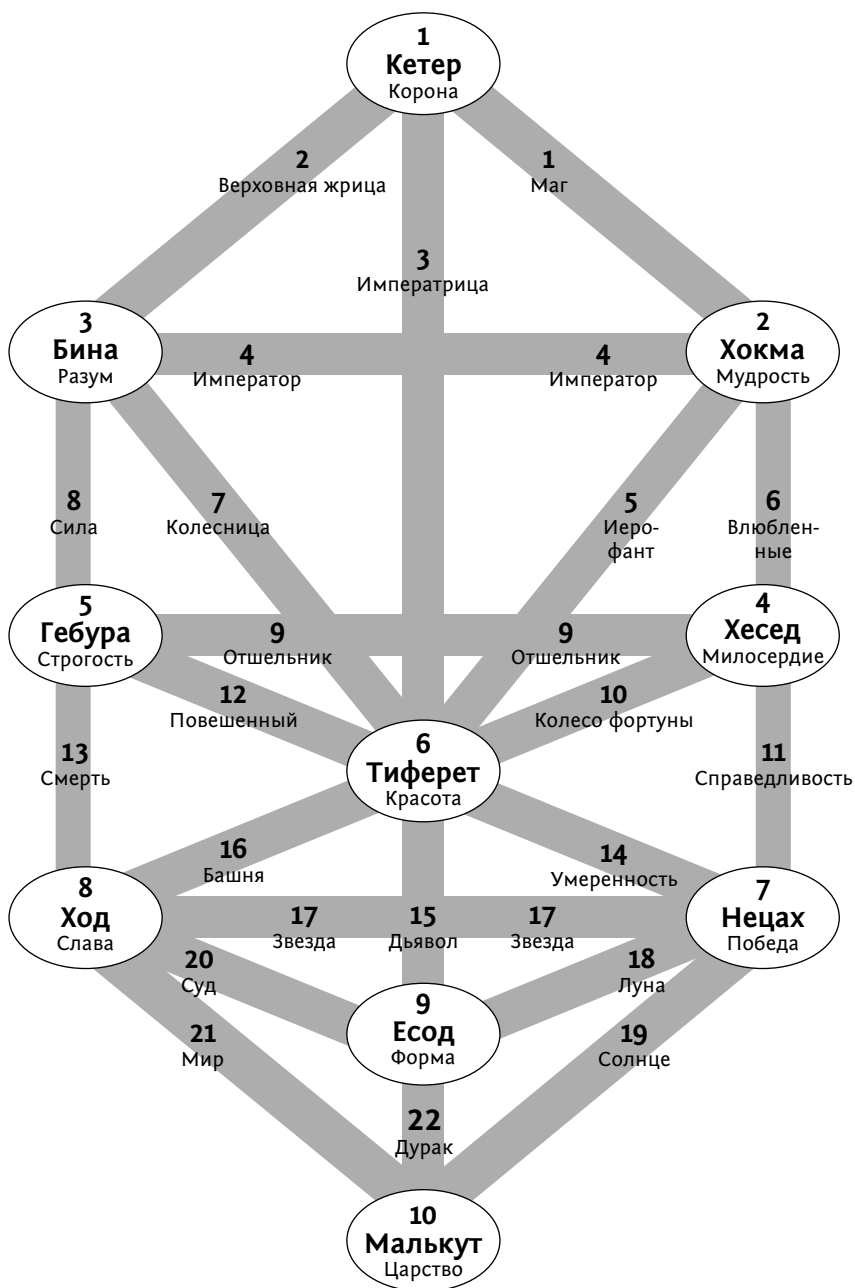 1
Кетер
Корона
2
Верховная жрица
1
Маг
3
Императрица
3
Бина
Разум
2
Хокма
Мудрость
4
Император
4
Император
8
Сила
7
Колесница
5
Иеро-
фант
6
Влюблен-
ные
5
Гебура
Строгость
4
Хесед
Милосердие
9
Отшельник
9
Отшельник
12
Повешенный
10
Колесо фортуны
6
Тиферет
Красота
13
Смерть
11
Справедливость
16
Башня
14
Умеренность
8
Ход
Слава
7
Нецах
Победа
17
Звезда
15
Дьявол
17
Звезда
20
Суд
18
Луна
9
Есод
Форма
21
Мир
19
Солнце
22
Дурак
10
Малькут
Царство